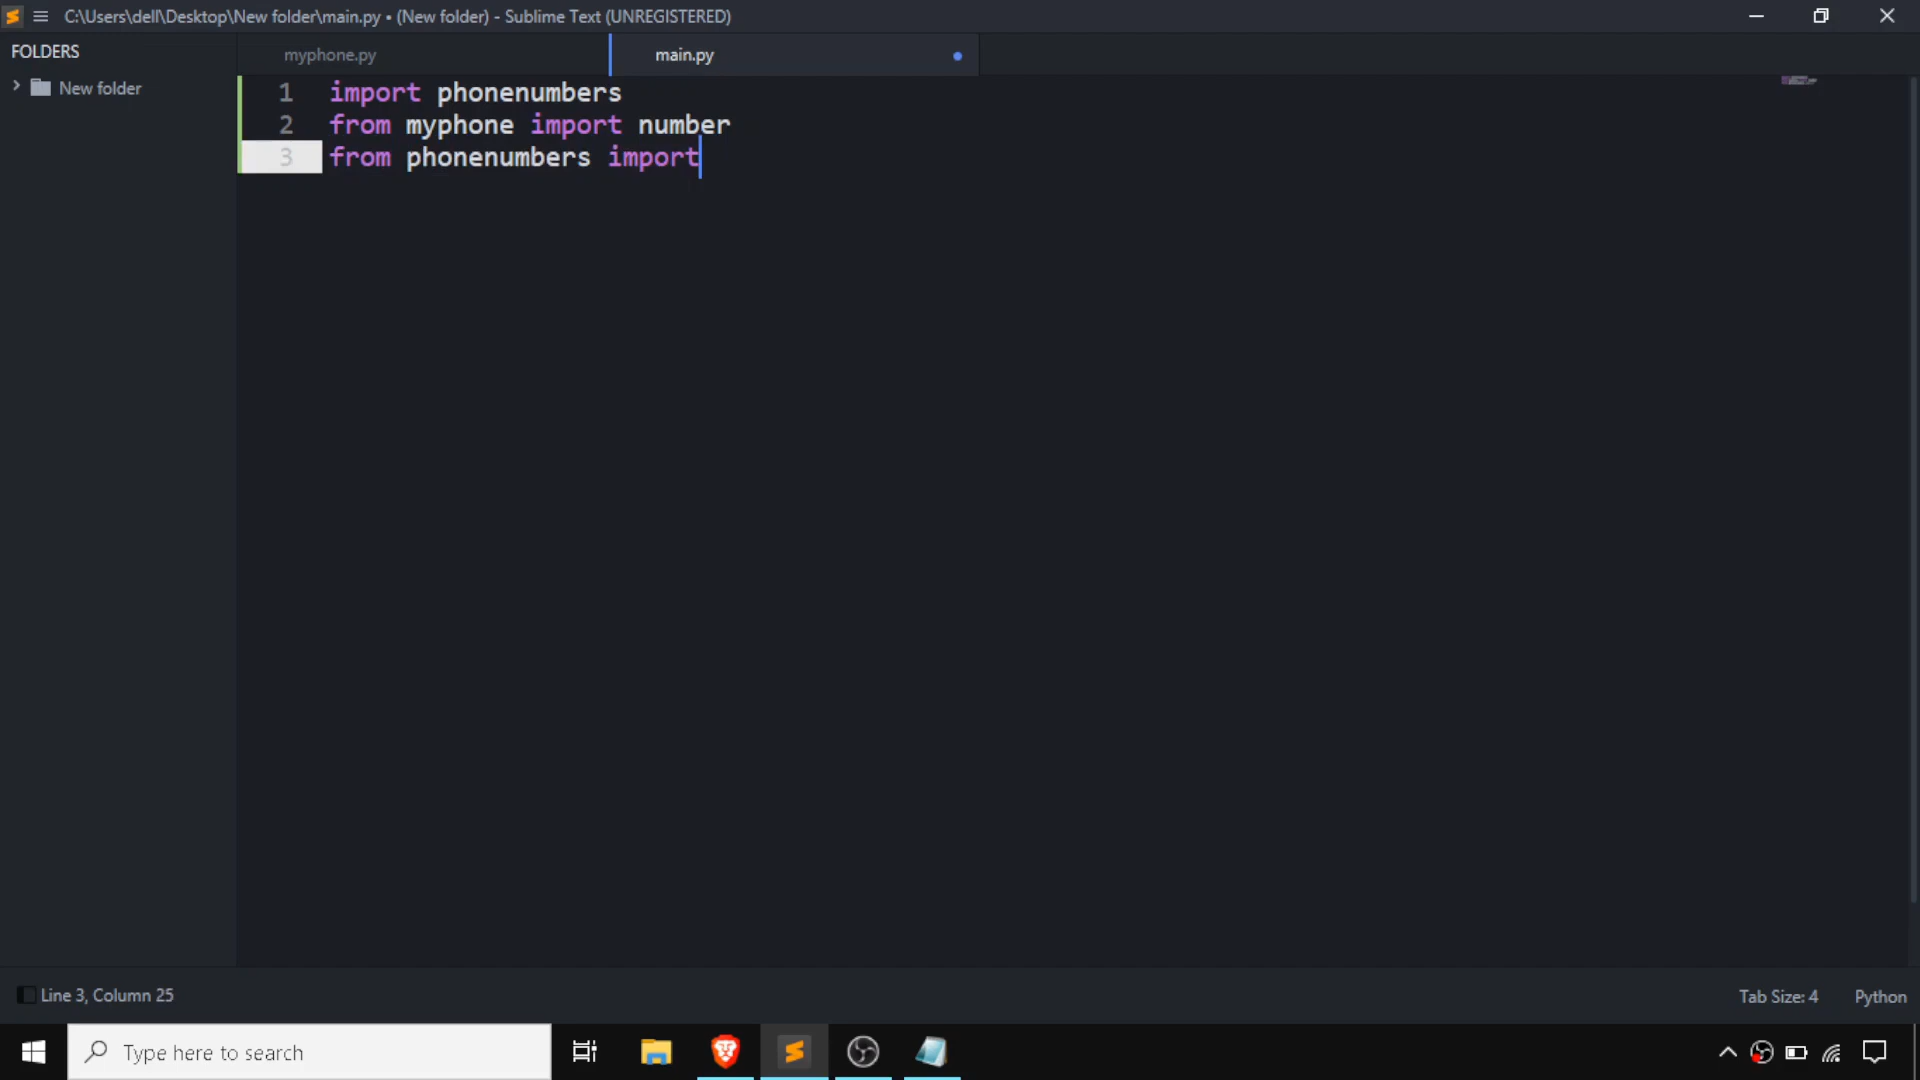 C:\Users\dell\Desktop\New folder\main.py • (New folder) - Sublime Text (UNREGISTERED)
FOLDERS
New folder
myphone.py
main.py
1 import phonenumbers
2 from myphone import number
3 from phonenumbers import
Line 3, Column 25
Tab Size: 4
Python
Type here to search